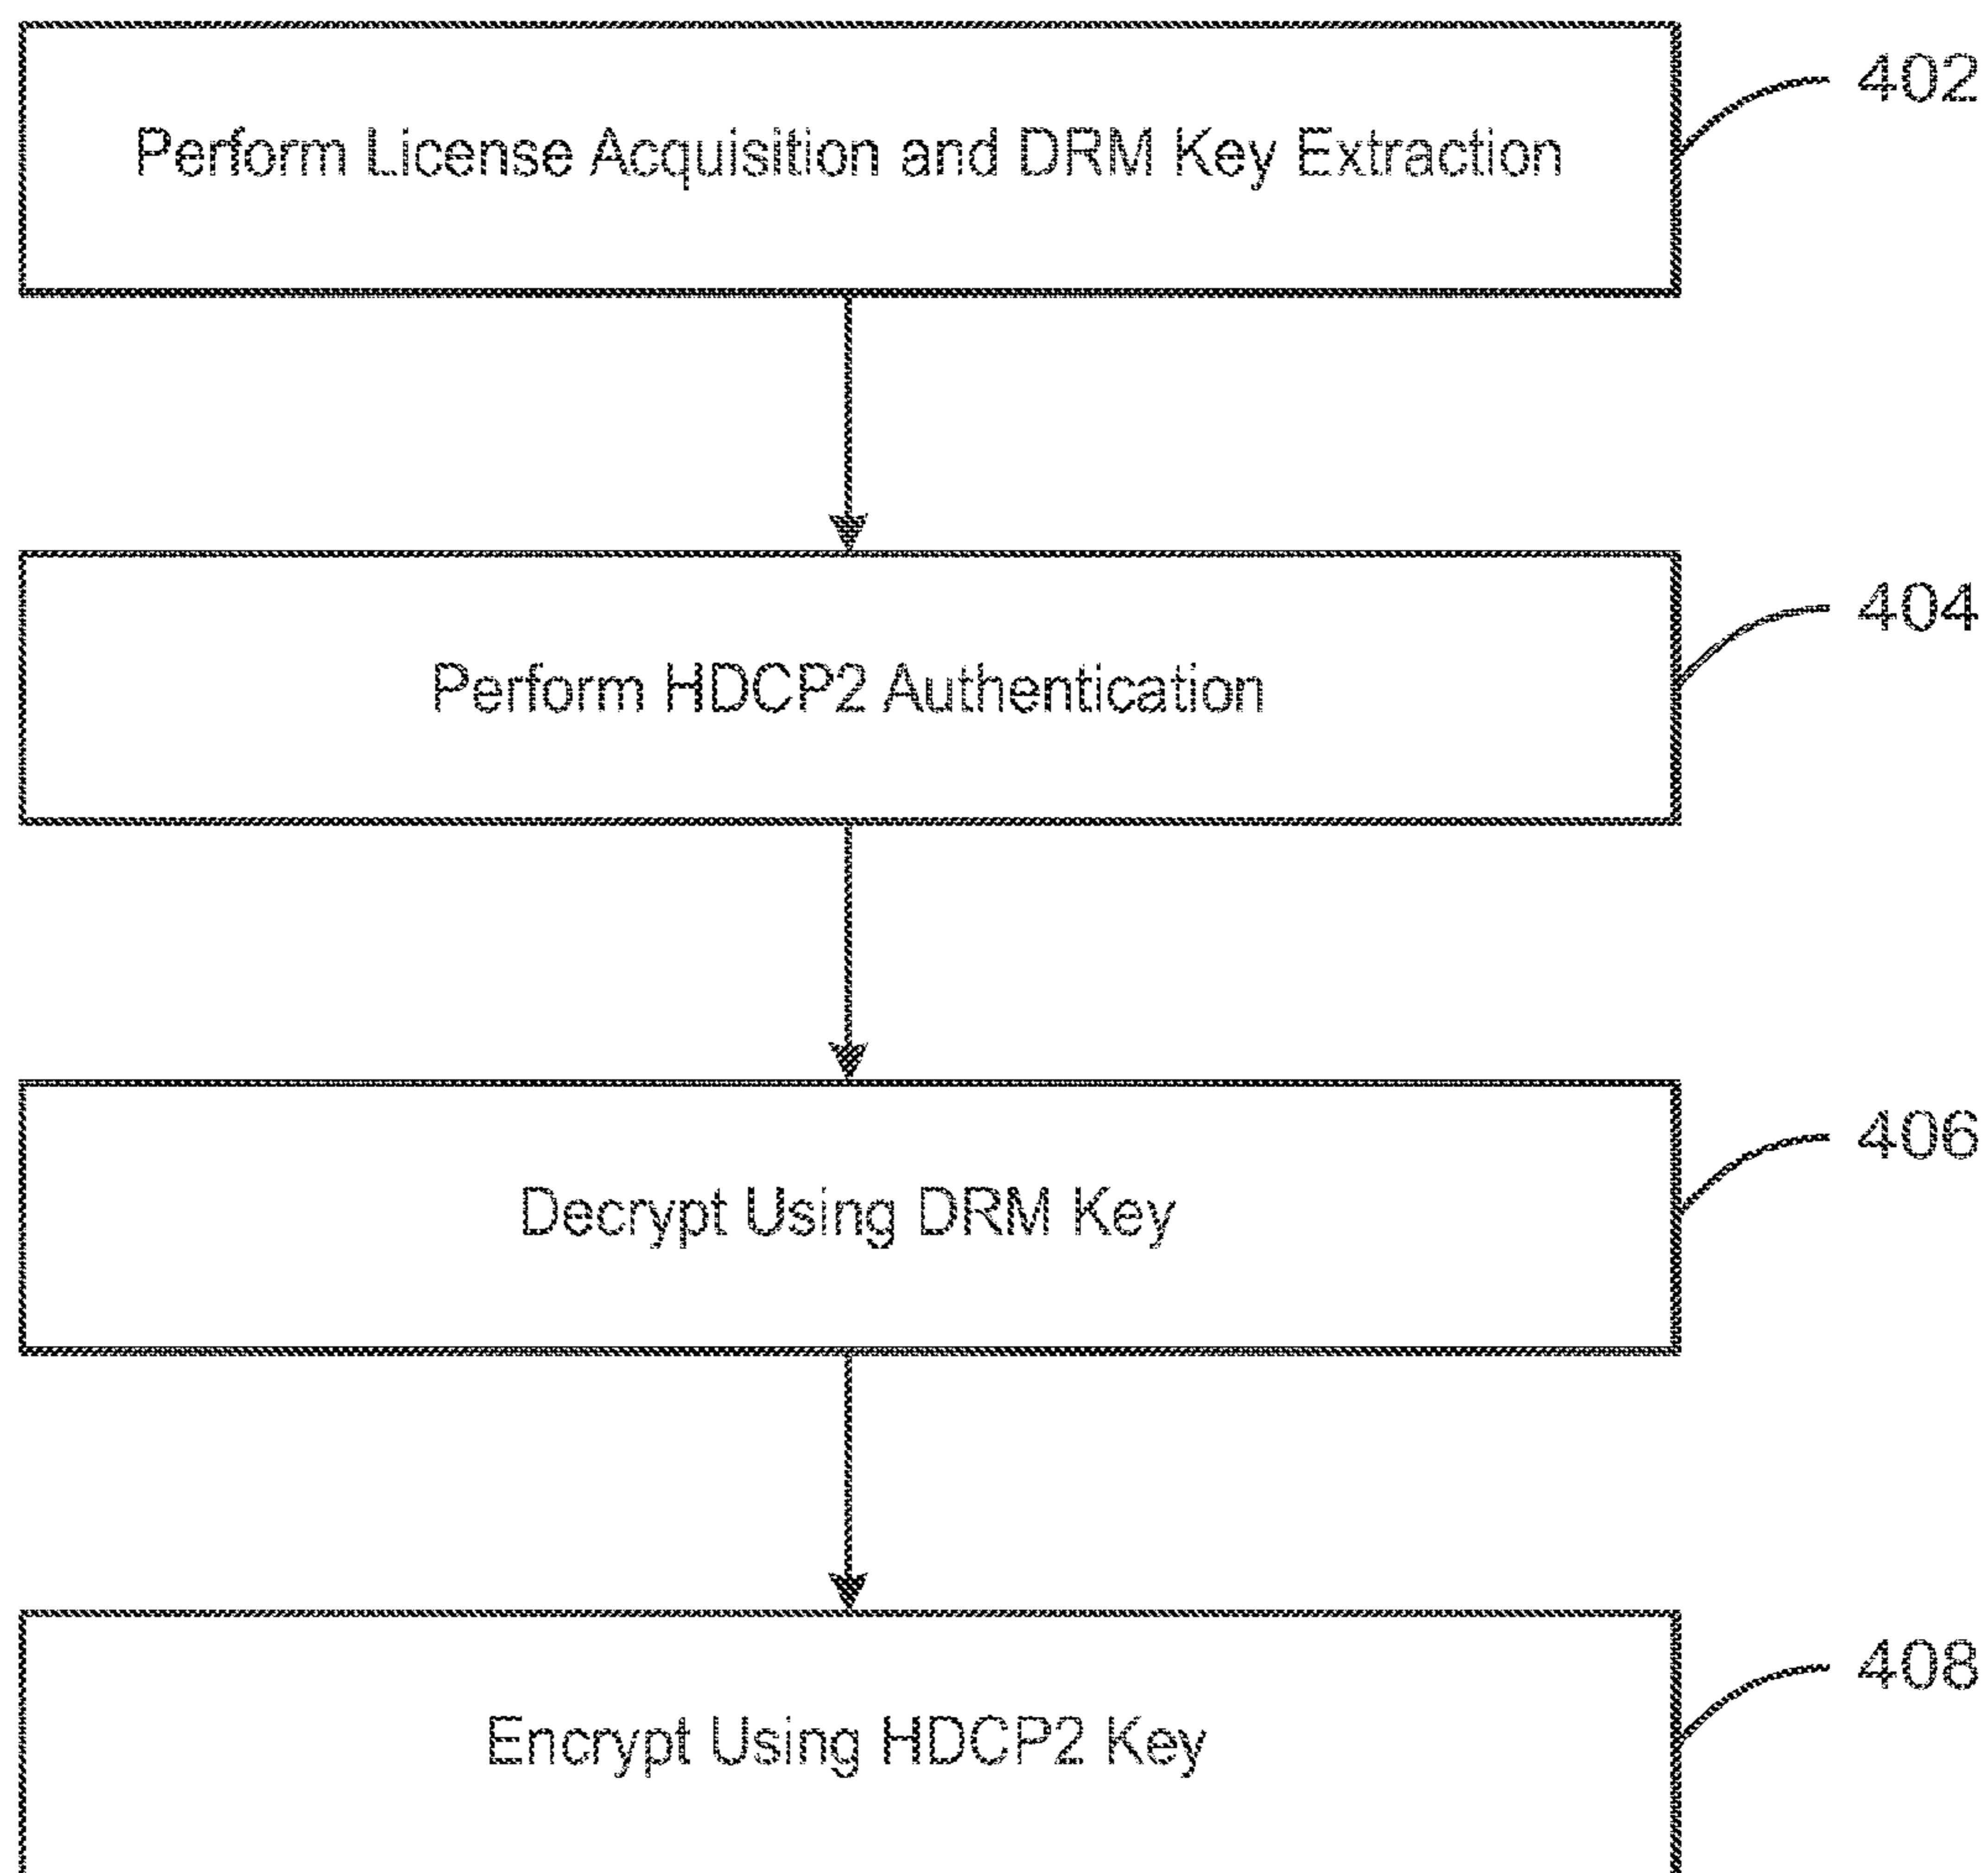 Perform License Acquisition and DRM Key Extraction
402
Perform HDCP2 Authentication
404
Decrypt Using DRM Key
406
Encrypt Using HDCP2 Key
408